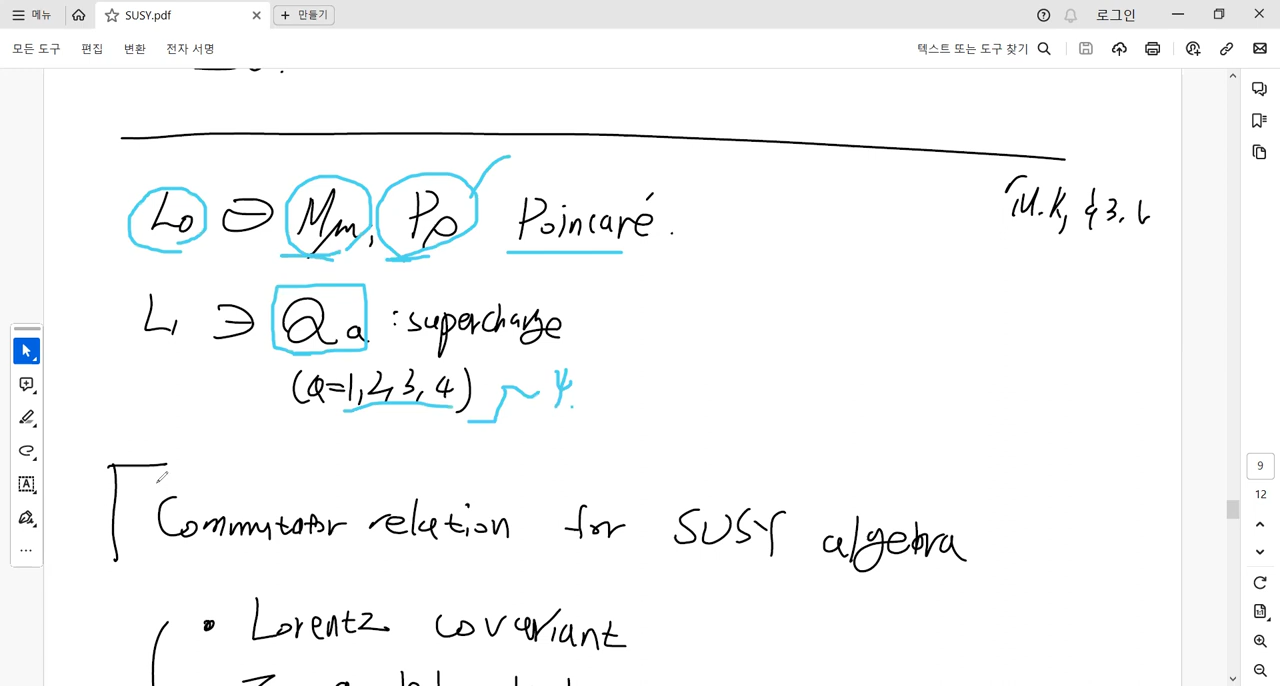 메뉴 SUSY.pdf + 만들기 로그인
모든 도구 편집 변환 전자 서명 텍스트 또는 도구 찾기
L₀ ∋ Mμν, Pρ Poincaré.
L₁ ∋ Qa : supercharge
(a=1,2,3,4) ψ.
Commutator relation for SUSY algebra
• Lorentz covariant
9
12